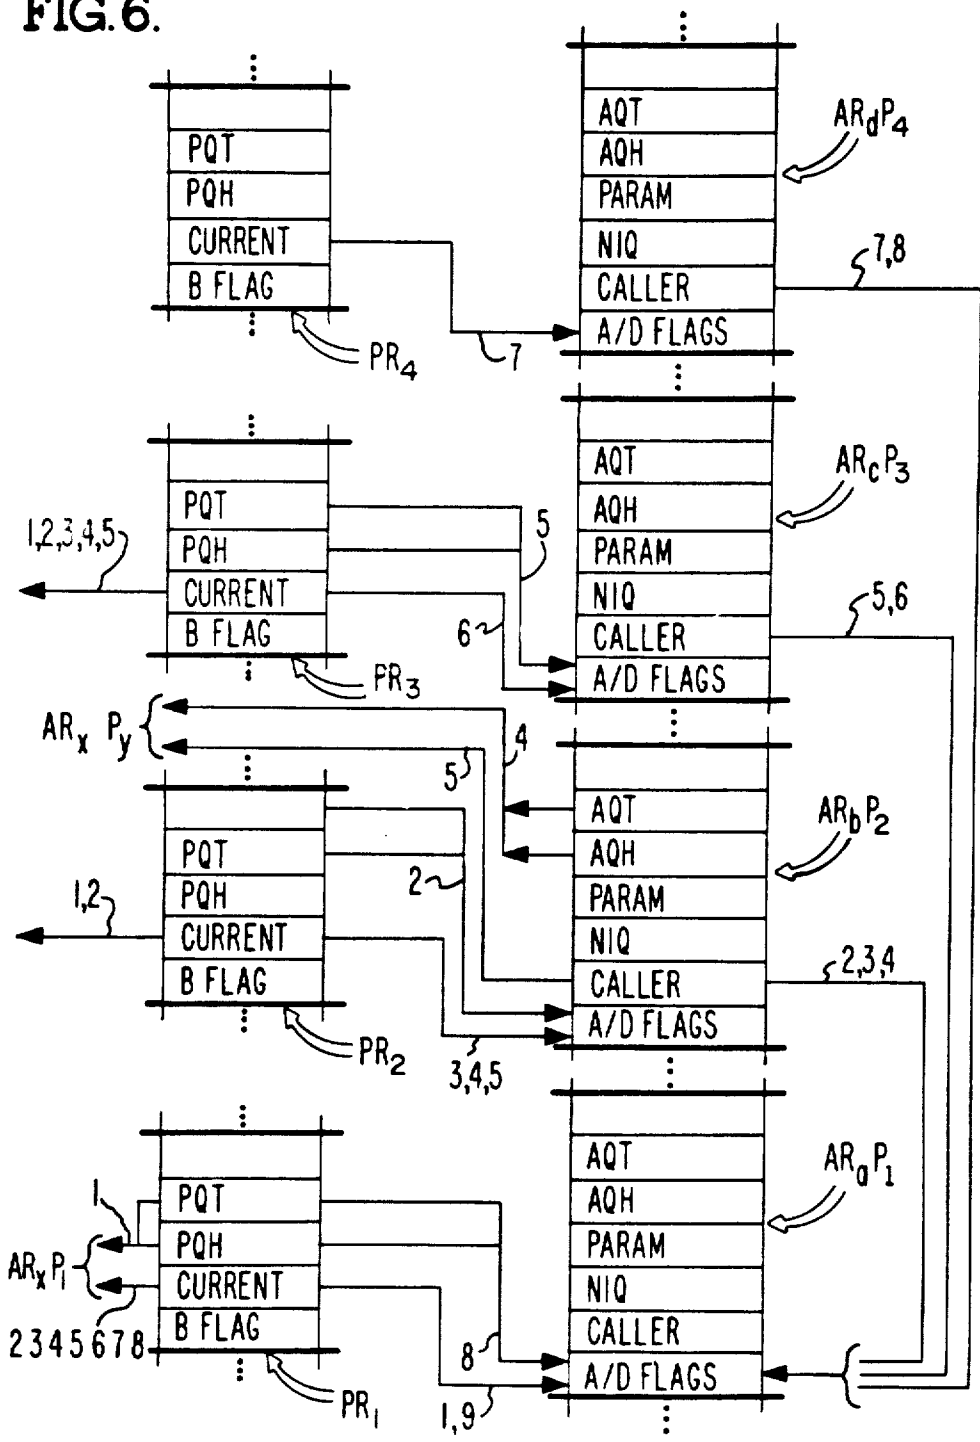 FIG.6.
PQT
PQH
CURRENT
B FLAG
PR4
7
AQT
AQH
PARAM
NIQ
CALLER
A/D FLAGS
ARdP4
7,8
PQT
PQH
CURRENT
B FLAG
PR3
1,2,3,4,5
5
6
AQT
AQH
PARAM
NIQ
CALLER
A/D FLAGS
ARcP3
5,6
ARx Py
4
5
PQT
PQH
CURRENT
B FLAG
PR2
1,2
2
3,4,5
AQT
AQH
PARAM
NIQ
CALLER
A/D FLAGS
ARbP2
2,3,4
PQT
PQH
CURRENT
B FLAG
PR1
1
ARxP1
2345678
8
1,9
AQT
AQH
PARAM
NIQ
CALLER
A/D FLAGS
ARaP1